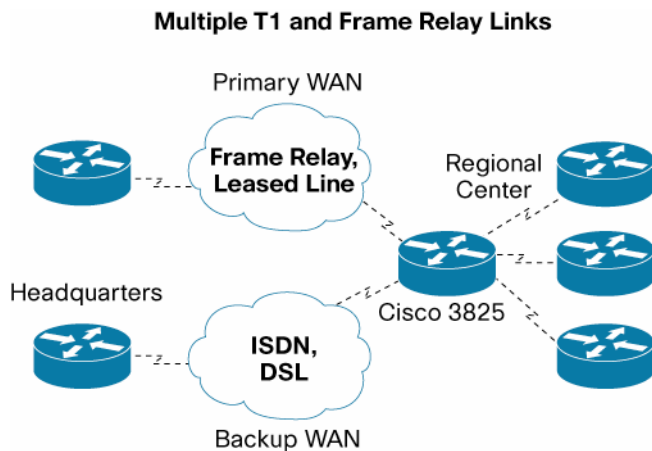 Multiple T1 and Frame Relay Links
Primary WAN
Frame Relay,
Leased Line
Regional
Center
Headquarters
Cisco 3825
ISDN,
DSL
Backup WAN